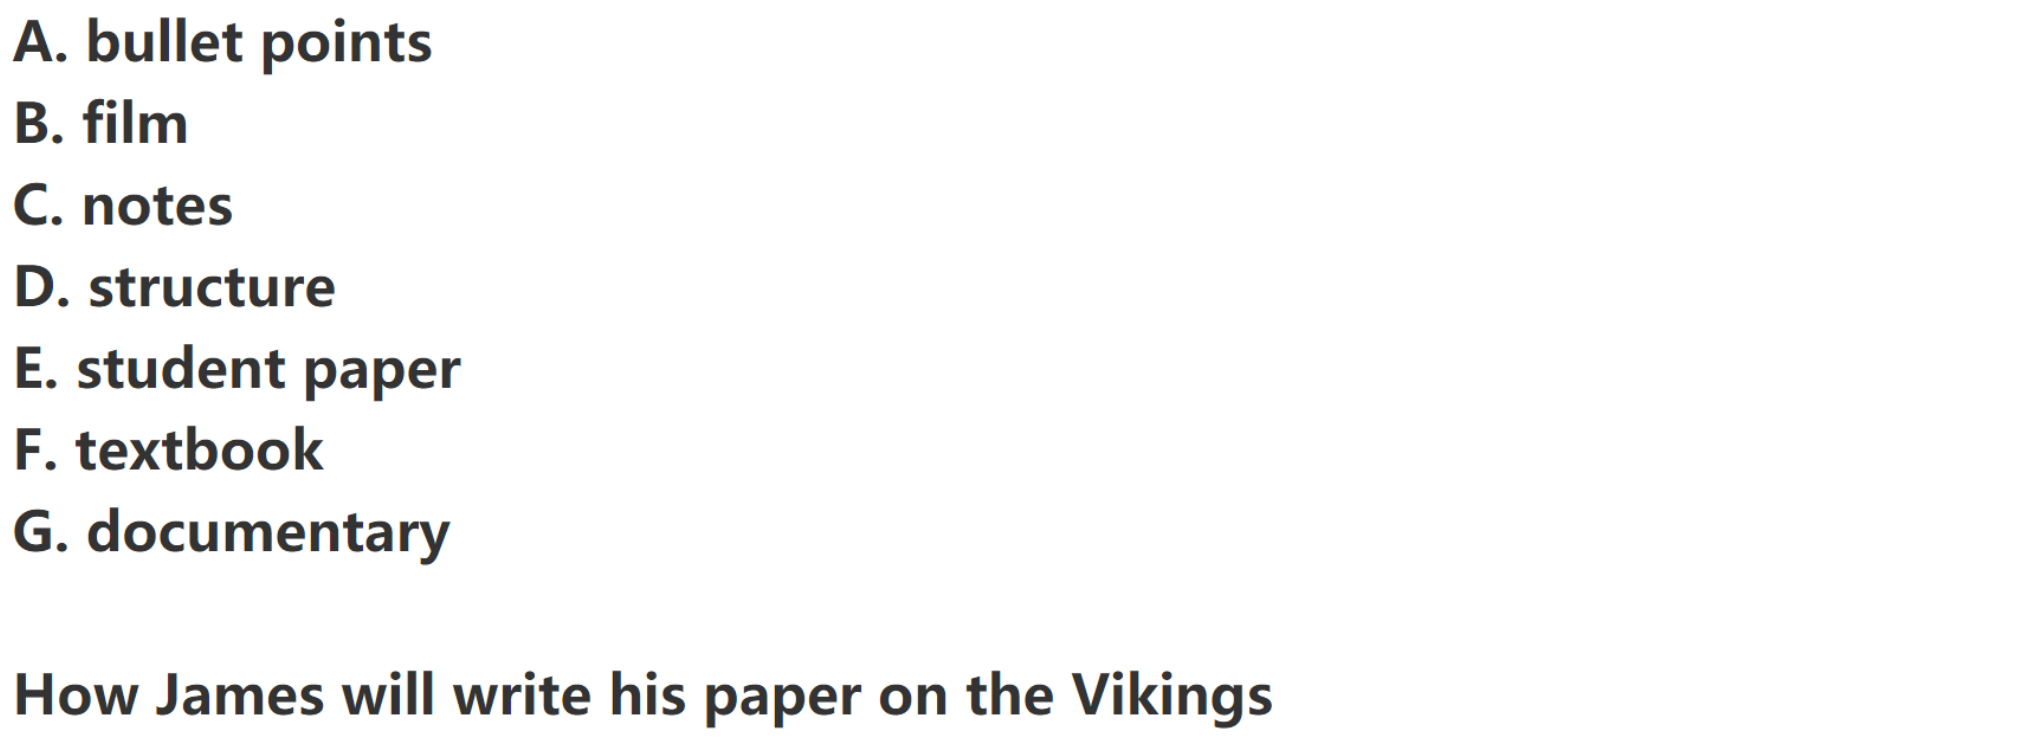 A. bullet points
B. film
C. notes
D. structure
E. student paper
F. textbook
G. documentary
How James will write his paper on the Vikings